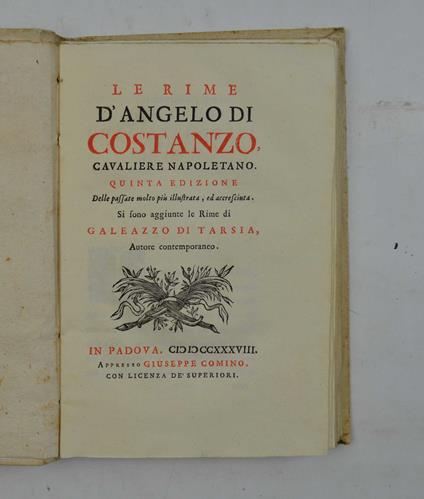 LE RIME
D'ANGELO DI
COSTANZO,
CAVALIERE NAPOLETANO.
QUINTA EDIZIONE
Delle paſſate molto più illuſtrata, ed accreſciuta.
Si ſono aggiunte le Rime di
GALEAZZO DI TARSIA,
Autore contemporaneo.
IN PADOVA. CIↃIↃCCXXXVIII.
APPRESSO GIUSEPPE COMINO.
CON LICENZA DE' SUPERIORI.